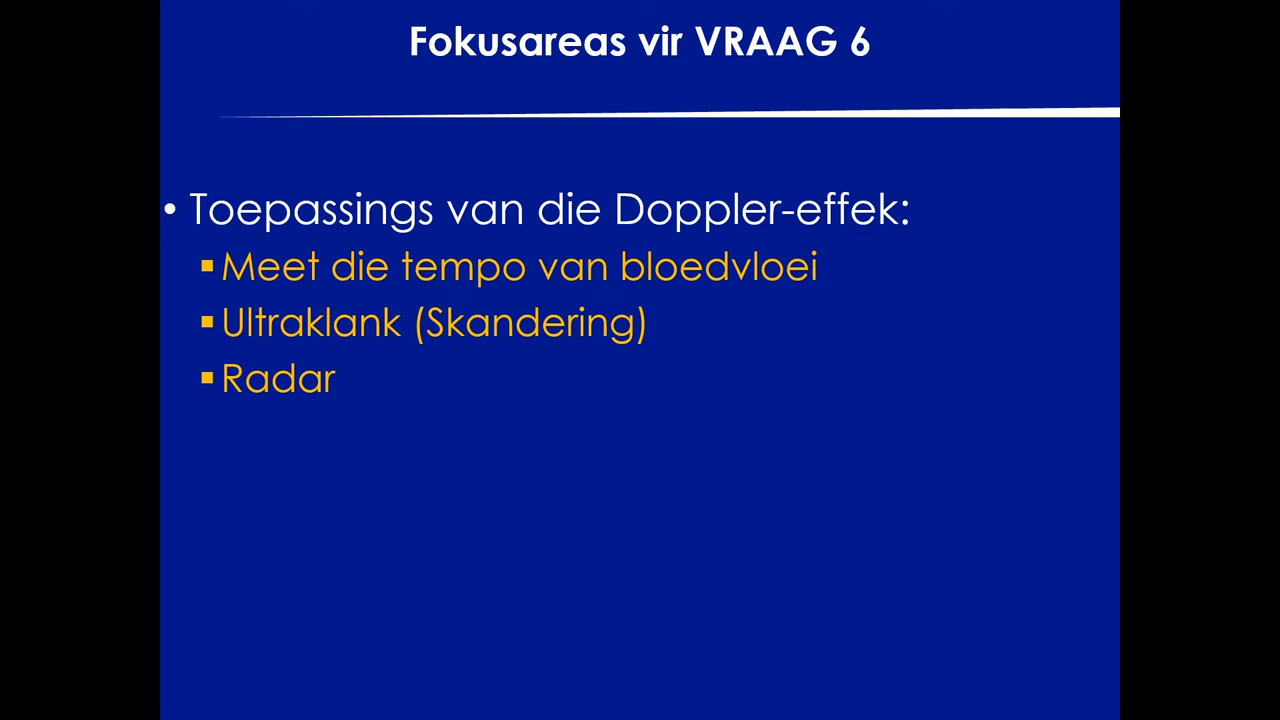 Fokusareas vir VRAAG 6
• Toepassings van die Doppler-effek:
▪ Meet die tempo van bloedvloei
▪ Ultraklank (Skandering)
▪ Radar